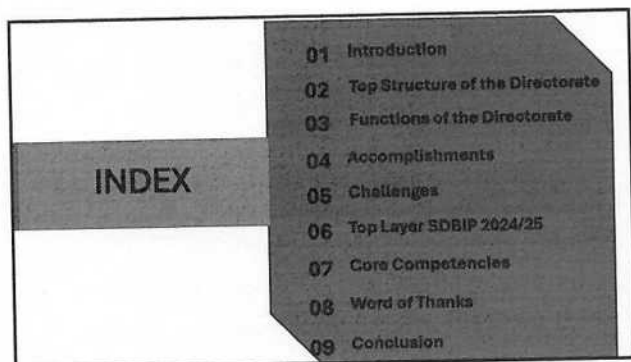 INDEX
01 Introduction
02 Top Structure of the Directorate
03 Functions of the Directorate
04 Accomplishments
05 Challenges
06 Top Layer SDBIP 2024/25
07 Core Competencies
08 Word of Thanks
09 Conclusion